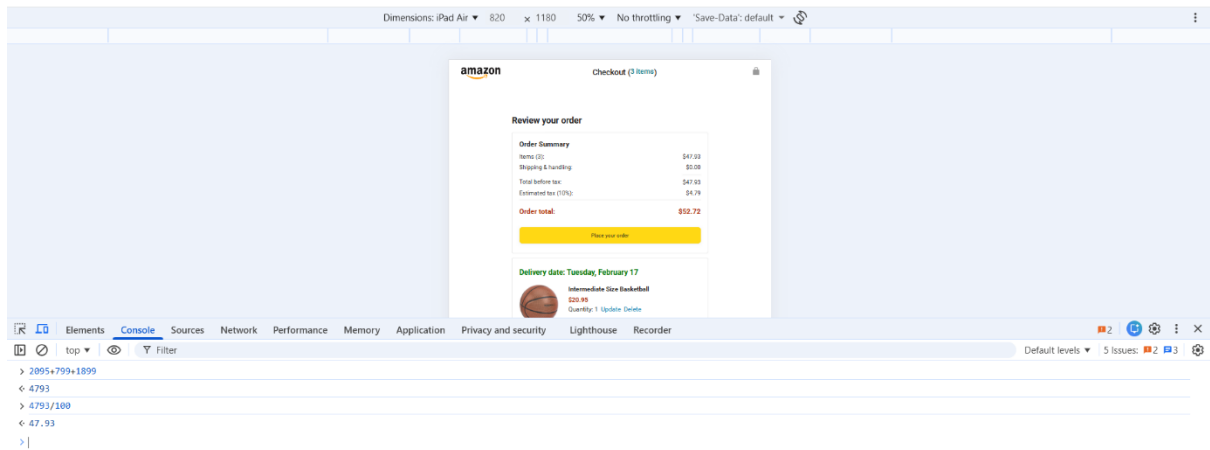 Dimensions: iPad Air ▼ 820 × 1180 50% ▼ No throttling ▼ 'Save-Data': default
amazon Checkout (3 items)
Review your order
Order Summary
Items (3): $47.93
Shipping & handling: $0.00
Total before tax: $47.93
Estimated tax (10%): $4.79
Order total: $52.72
Place your order
Delivery date: Tuesday, February 17
Intermediate Size Basketball
$20.95
Quantity: 1 Update Delete
Elements Console Sources Network Performance Memory Application Privacy and security Lighthouse Recorder 2
top ▼ Filter Default levels ▼ 5 Issues: 2 3
> 2095+799+1899
4793
> 4793/100
47.93
>